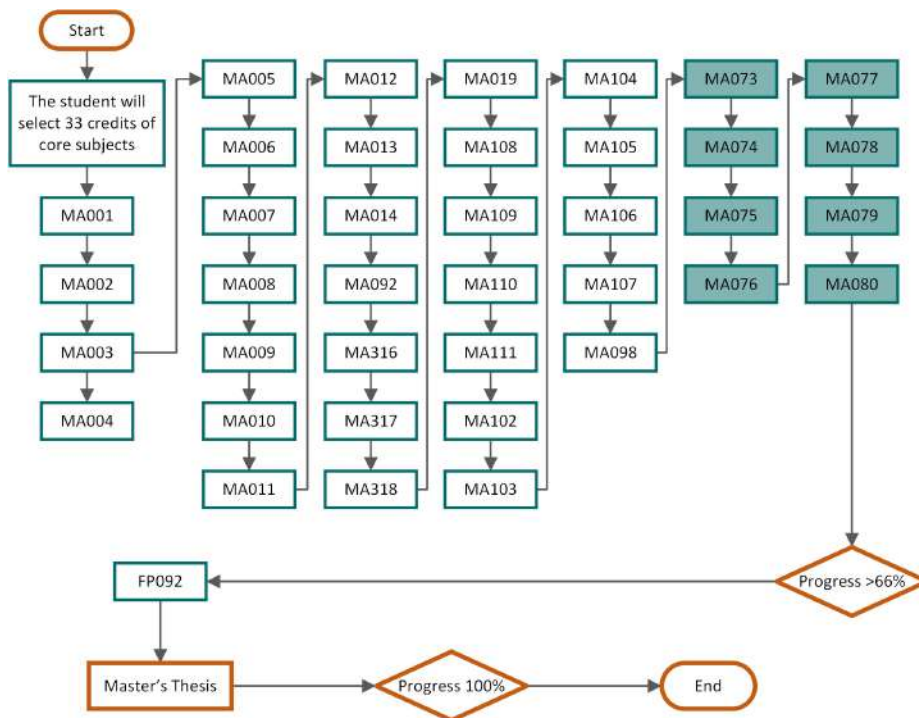 Start
The student will
select 33 credits of
core subjects
MA001
MA002
MA003
MA004
MA005
MA006
MA007
MA008
MA009
MA010
MA011
MA012
MA013
MA014
MA092
MA316
MA317
MA318
MA019
MA108
MA109
MA110
MA111
MA102
MA103
MA104
MA105
MA106
MA107
MA098
MA073
MA074
MA075
MA076
MA077
MA078
MA079
MA080
Progress >66%
FP092
Master's Thesis
Progress 100%
End